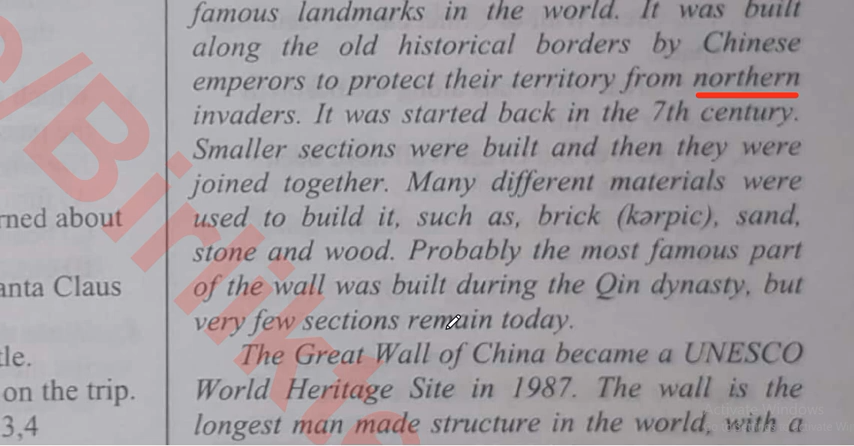 famous landmarks in the world. It was built
along the old historical borders by Chinese
emperors to protect their territory from northern
invaders. It was started back in the 7th century.
Smaller sections were built and then they were
joined together. Many different materials were
used to build it, such as, brick (kərpic), sand,
stone and wood. Probably the most famous part
of the wall was built during the Qin dynasty, but
very few sections remain today.
The Great Wall of China became a UNESCO
World Heritage Site in 1987. The wall is the
longest man made structure in the world, with a
rned about
anta Claus
tle.
on the trip.
3,4
e/Birlikte
Activate Windows